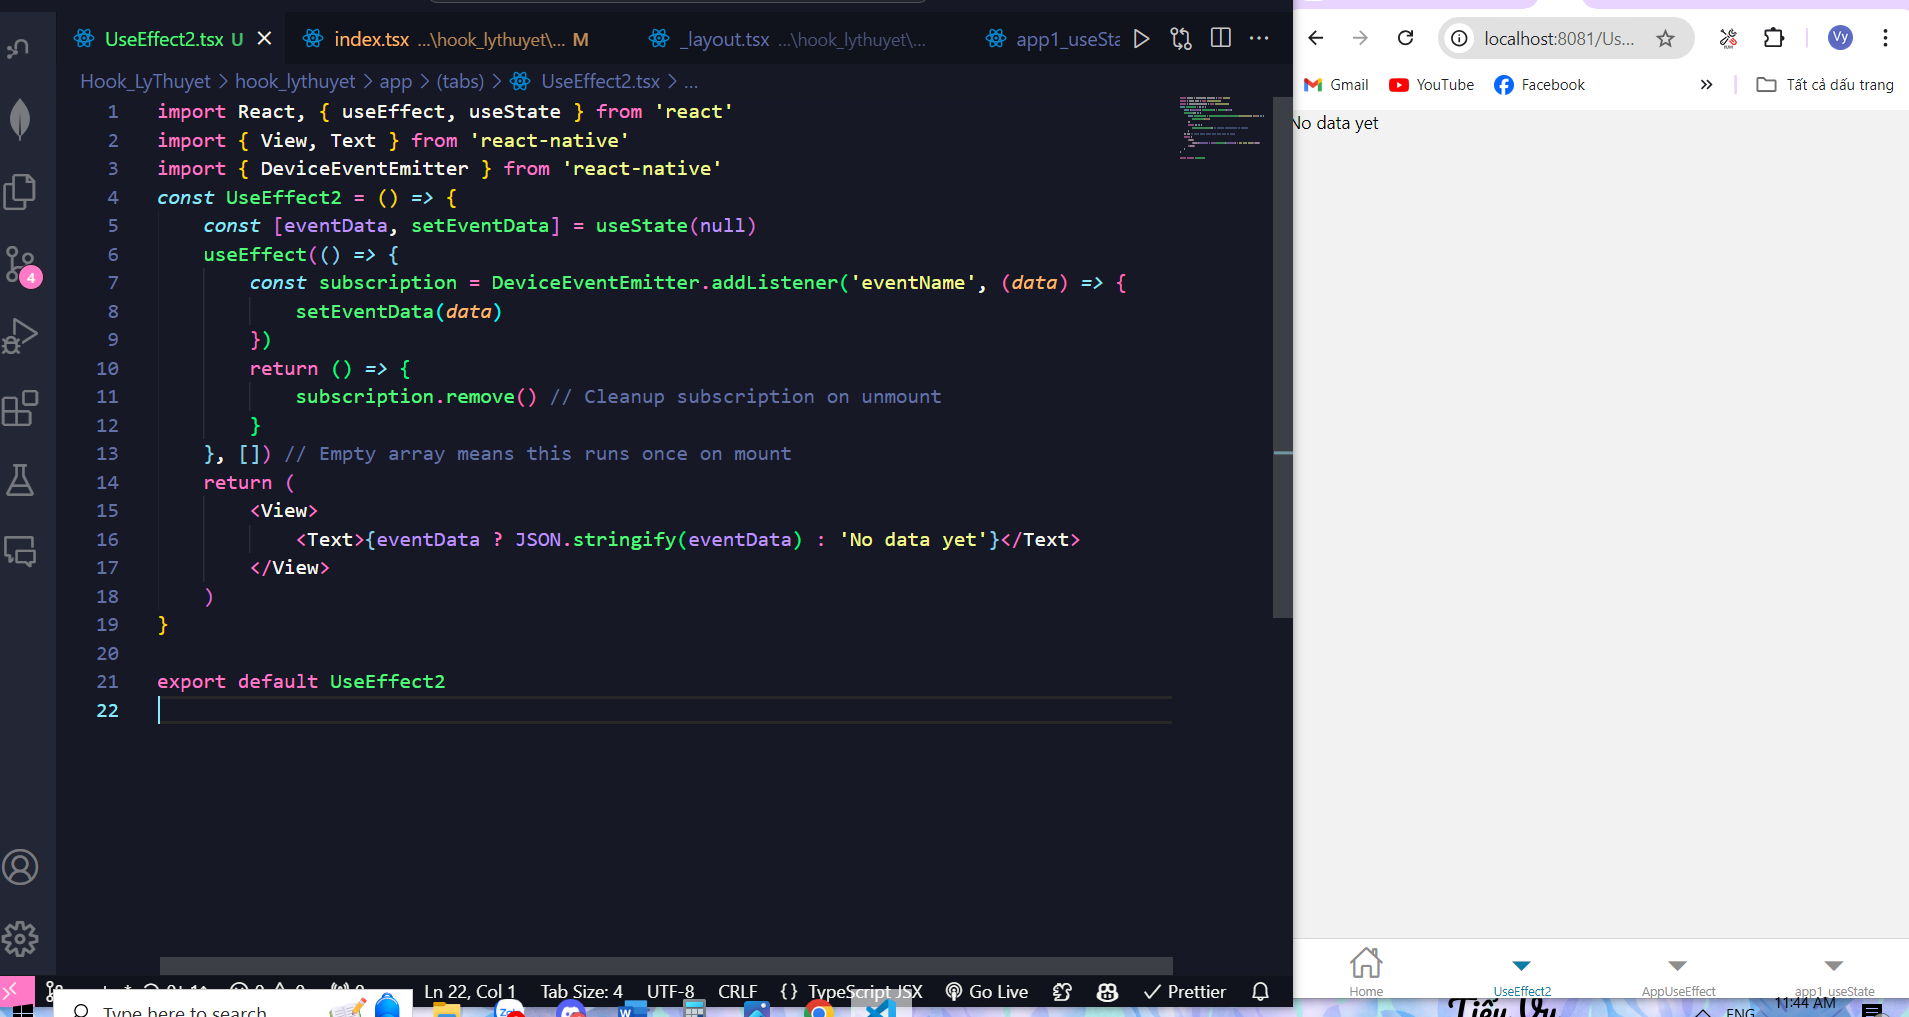 UseEffect2.tsx U
index.tsx ...\hook_lythuyet\... M
_layout.tsx ...\hook_lythuyet\...
app1_useSta
Hook_LyThuyet > hook_lythuyet > app > (tabs) > UseEffect2.tsx > ...
1 import React, { useEffect, useState } from 'react'
2 import { View, Text } from 'react-native'
3 import { DeviceEventEmitter } from 'react-native'
4 const UseEffect2 = () => {
5 const [eventData, setEventData] = useState(null)
6 useEffect(() => {
7 const subscription = DeviceEventEmitter.addListener('eventName', (data) => {
8 setEventData(data)
9 })
10 return () => {
11 subscription.remove() // Cleanup subscription on unmount
12 }
13 }, []) // Empty array means this runs once on mount
14 return (
15 <View>
16 <Text>{eventData ? JSON.stringify(eventData) : 'No data yet'}</Text>
17 </View>
18 )
19 }
20
21 export default UseEffect2
22
4
Ln 22, Col 1 Tab Size: 4 UTF-8 CRLF {} TypeScript JSX Go Live Prettier
Type here to search
localhost:8081/Us...
Vy
Gmail YouTube Facebook » Tất cả dấu trang
No data yet
Home UseEffect2 AppUseEffect app1_useState
Tiểu Vy
11:44 AM
ENG